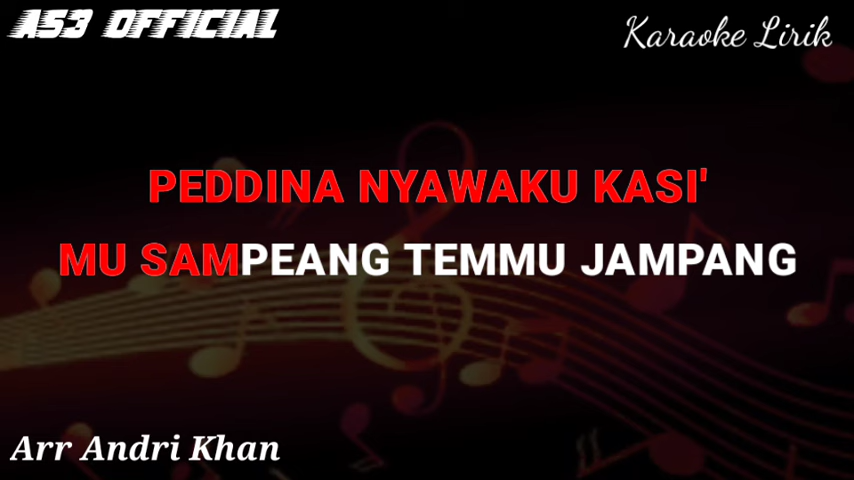 AS3 OFFICIAL
Karaoke Lirik
PEDDINA NYAWAKU KASI'
MU SAMPEANG TEMMU JAMPANG
Arr Andri Khan